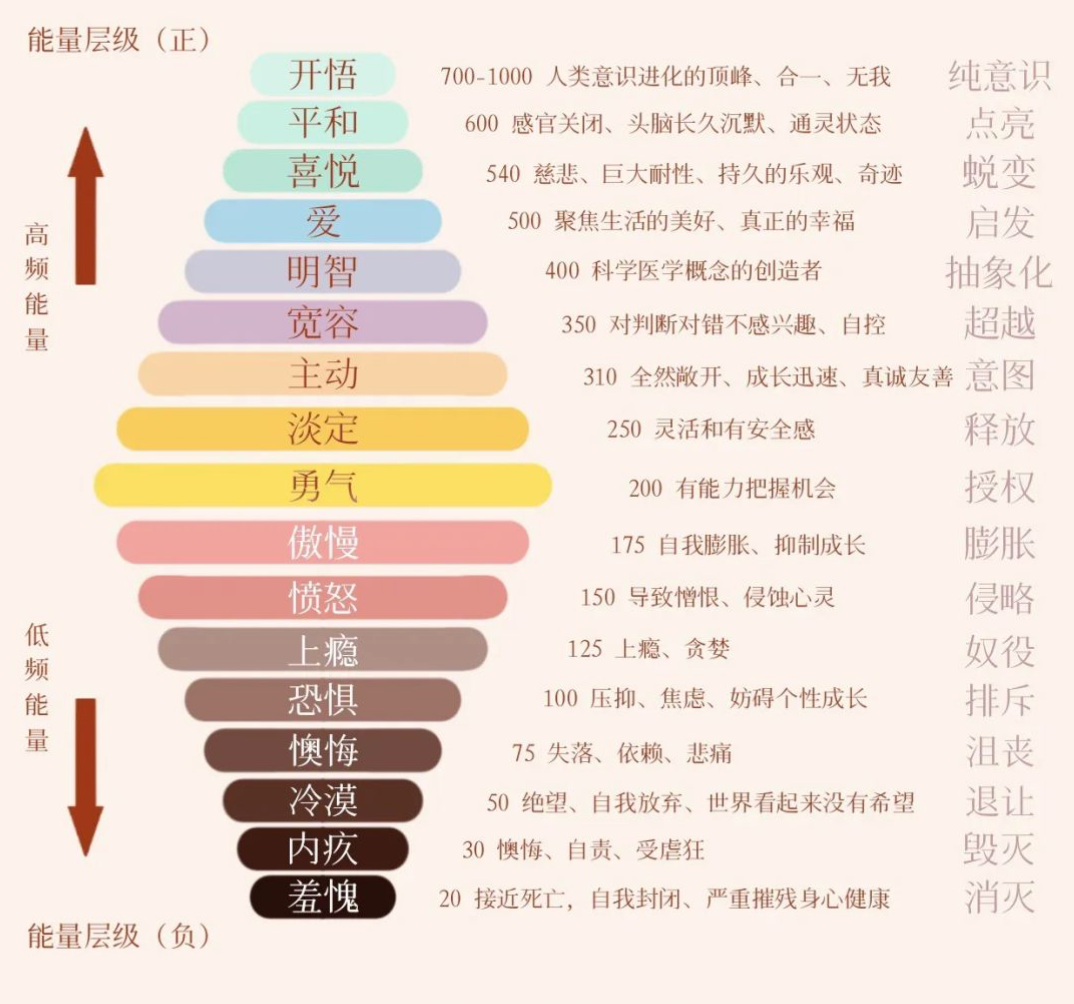 能量层级（正）
开悟 700-1000 人类意识进化的顶峰、合一、无我 纯意识
平和 600 感官关闭、头脑长久沉默、通灵状态 点亮
喜悦 540 慈悲、巨大耐性、持久的乐观、奇迹 蜕变
爱 500 聚焦生活的美好、真正的幸福 启发
明智 400 科学医学概念的创造者 抽象化
宽容 350 对判断对错不感兴趣、自控 超越
主动 310 全然敞开、成长迅速、真诚友善 意图
淡定 250 灵活和有安全感 释放
勇气 200 有能力把握机会 授权
傲慢 175 自我膨胀、抑制成长 膨胀
愤怒 150 导致憎恨、侵蚀心灵 侵略
上瘾 125 上瘾、贪婪 奴役
恐惧 100 压抑、焦虑、妨碍个性成长 排斥
懊悔 75 失落、依赖、悲痛 沮丧
冷漠 50 绝望、自我放弃、世界看起来没有希望 退让
内疚 30 懊悔、自责、受虐狂 毁灭
羞愧 20 接近死亡，自我封闭、严重摧残身心健康 消灭
能量层级（负）
高频能量
低频能量